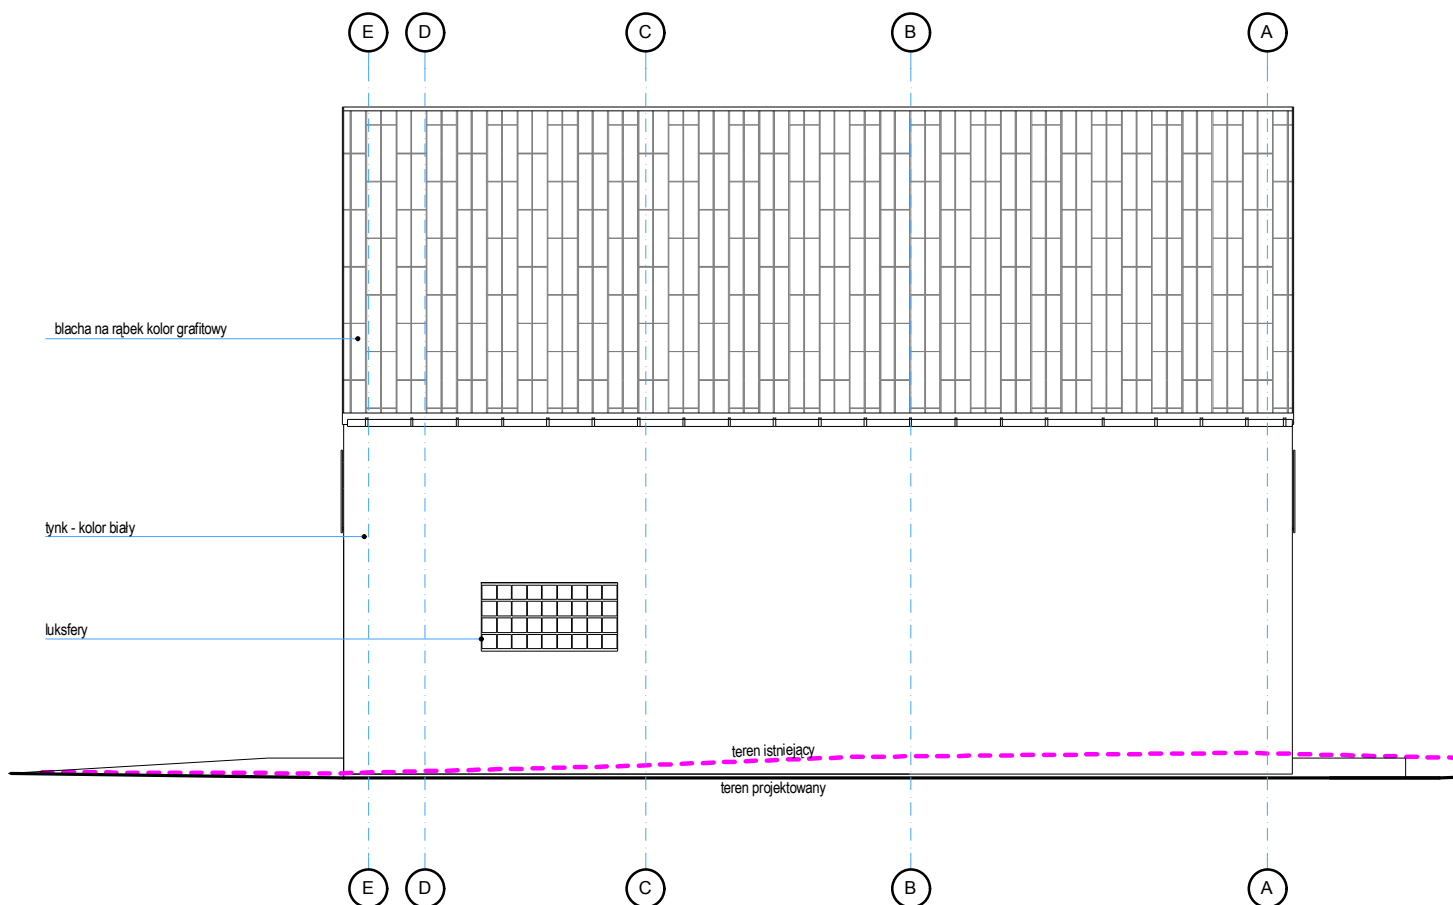 E D C B A
blacha na rąbek kolor grafitowy
tynk - kolor biały
luksfery
teren istniejący
teren projektowany
E D C B A